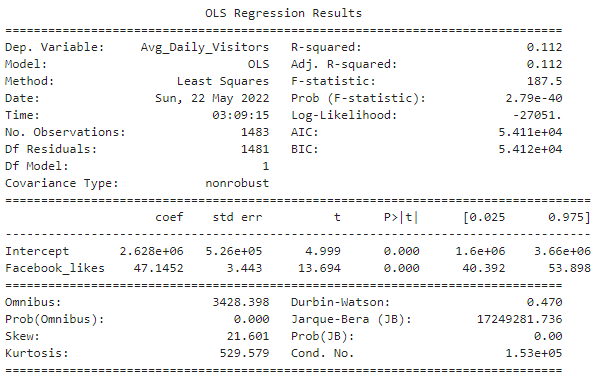 OLS Regression Results
==============================================================================
Dep. Variable:     Avg_Daily_Visitors   R-squared:                       0.112
Model:                            OLS   Adj. R-squared:                  0.112
Method:                 Least Squares   F-statistic:                     187.5
Date:                Sun, 22 May 2022   Prob (F-statistic):           2.79e-40
Time:                        03:09:15   Log-Likelihood:                -27051.
No. Observations:                1483   AIC:                         5.411e+04
Df Residuals:                    1481   BIC:                         5.412e+04
Df Model:                           1
Covariance Type:            nonrobust
==================================================================================
                     coef    std err          t      P>|t|      [0.025      0.975]
----------------------------------------------------------------------------------
Intercept       2.628e+06   5.26e+05      4.999      0.000     1.6e+06    3.66e+06
Facebook_likes    47.1452      3.443     13.694      0.000      40.392      53.898
==============================================================================
Omnibus:                     3428.398   Durbin-Watson:                   0.470
Prob(Omnibus):                  0.000   Jarque-Bera (JB):         17249281.736
Skew:                          21.601   Prob(JB):                         0.00
Kurtosis:                     529.579   Cond. No.                     1.53e+05
==============================================================================